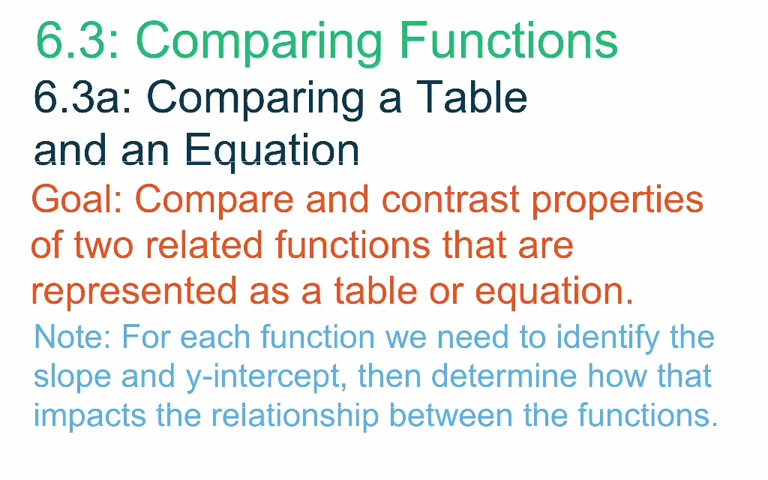 6.3: Comparing Functions
6.3a: Comparing a Table
and an Equation
Goal: Compare and contrast properties
of two related functions that are
represented as a table or equation.
Note: For each function we need to identify the
slope and y-intercept, then determine how that
impacts the relationship between the functions.